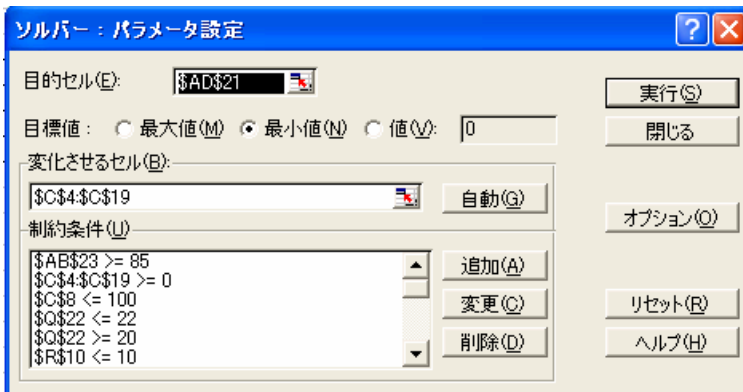 ソルバー：パラメータ設定
目的セル(E): $AD$21 実行(S)
目標値： 最大値(M) 最小値(N) 値(V): 0 閉じる
変化させるセル(B):
$C$4:$C$19 自動(G)
オプション(O)
制約条件(U)
$AB$23 >= 85 追加(A)
$C$4:$C$19 >= 0
$C$8 <= 100 変更(C) リセット(R)
$Q$22 <= 22
$Q$22 >= 20 削除(D) ヘルプ(H)
$R$10 <= 10